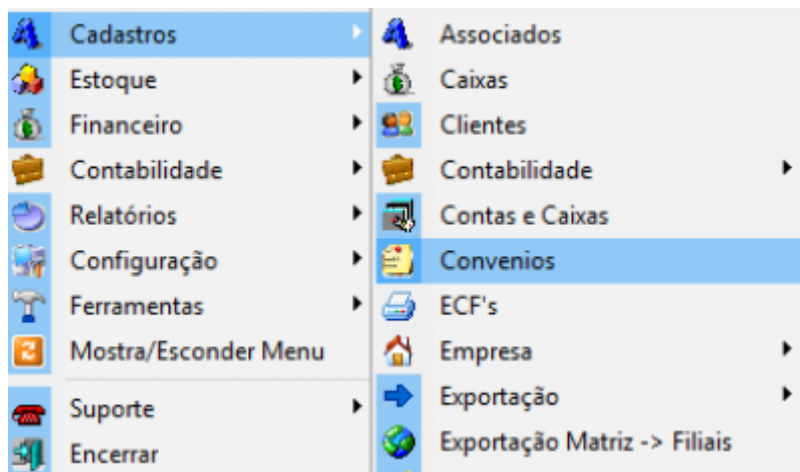 Cadastros
Estoque
Financeiro
Contabilidade
Relatórios
Configuração
Ferramentas
Mostra/Esconder Menu
Suporte
Encerrar
Associados
Caixas
Clientes
Contabilidade
Contas e Caixas
Convenios
ECF's
Empresa
Exportação
Exportação Matriz -> Filiais